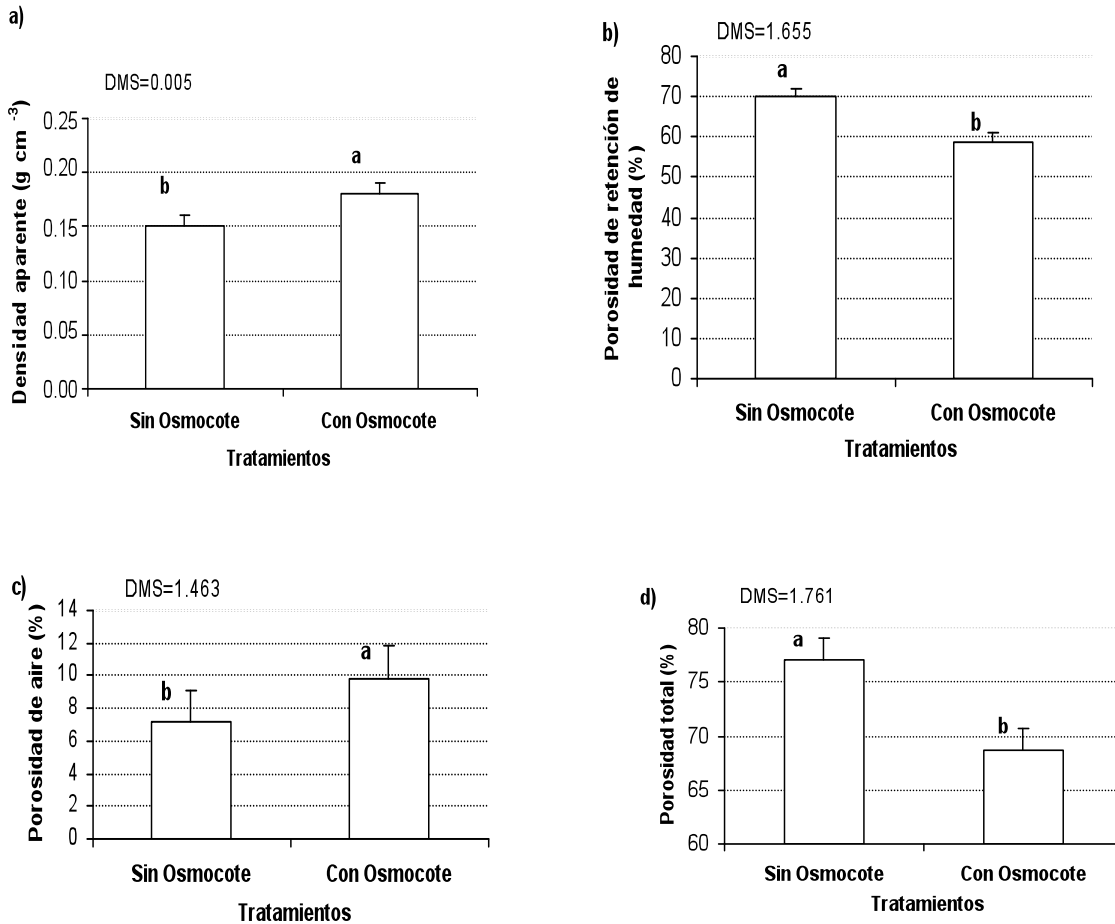 a)
DMS=0.005
Densidad aparente (g cm -3)
0.25
0.20
0.15
0.10
0.05
0.00
b
a
Sin Osmocote
Con Osmocote
Tratamientos
b)
DMS=1.655
Porosidad de retención de
humedad (%)
80
70
60
50
40
30
20
10
0
a
b
Sin Osmocote
Con Osmocote
Tratamientos
c)
DMS=1.463
Porosidad de aire (%)
14
12
10
8
6
4
2
0
b
a
Sin Osmocote
Con Osmocote
Tratamientos
d)
DMS=1.761
Porosidad total (%)
80
75
70
65
60
a
b
Sin Osmocote
Con Osmocote
Tratamientos